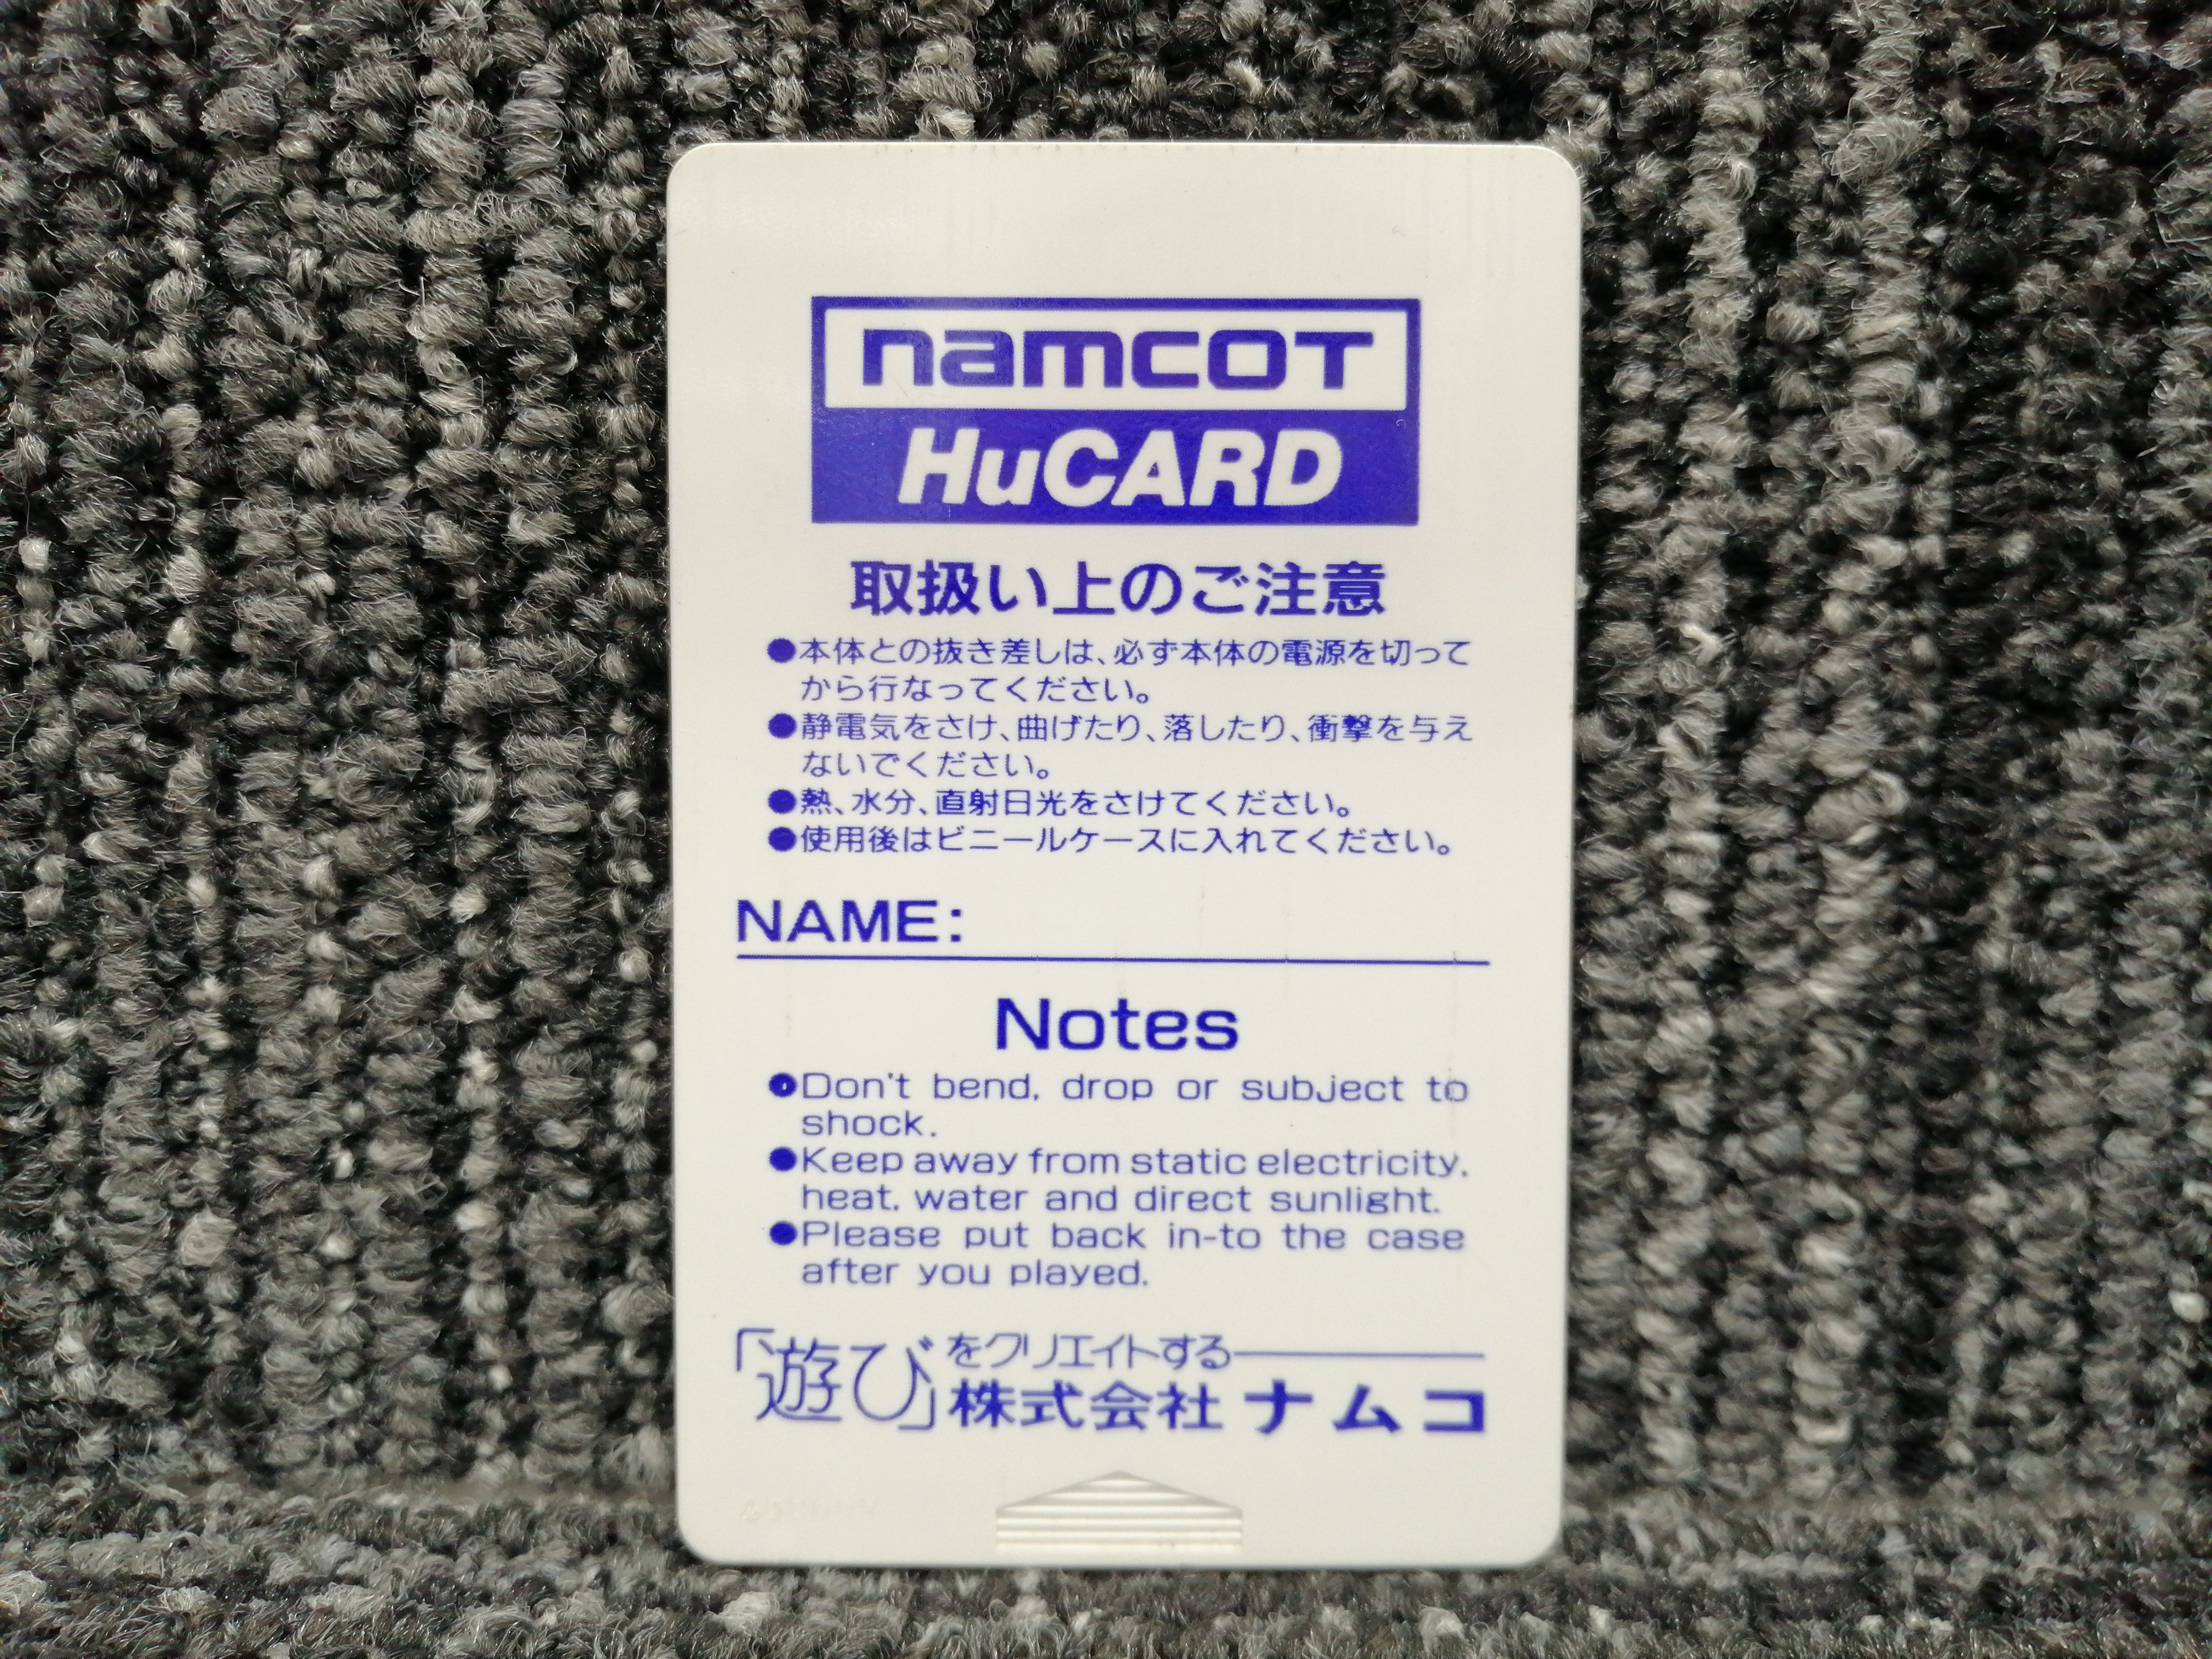 namcot
HuCARD
取扱い上のご注意
●本体との抜き差しは、必ず本体の電源を切って
から行なってください。
●静電気をさけ、曲げたり、落したり、衝撃を与え
ないでください。
●熱、水分、直射日光をさけてください。
●使用後はビニールケースに入れてください。
NAME:
Notes
●Don't bend, drop or subject to
shock.
●Keep away from static electricity,
heat, water and direct sunlight.
●Please put back in-to the case
after you played.
「遊び」をクリエイトする
株式会社ナムコ